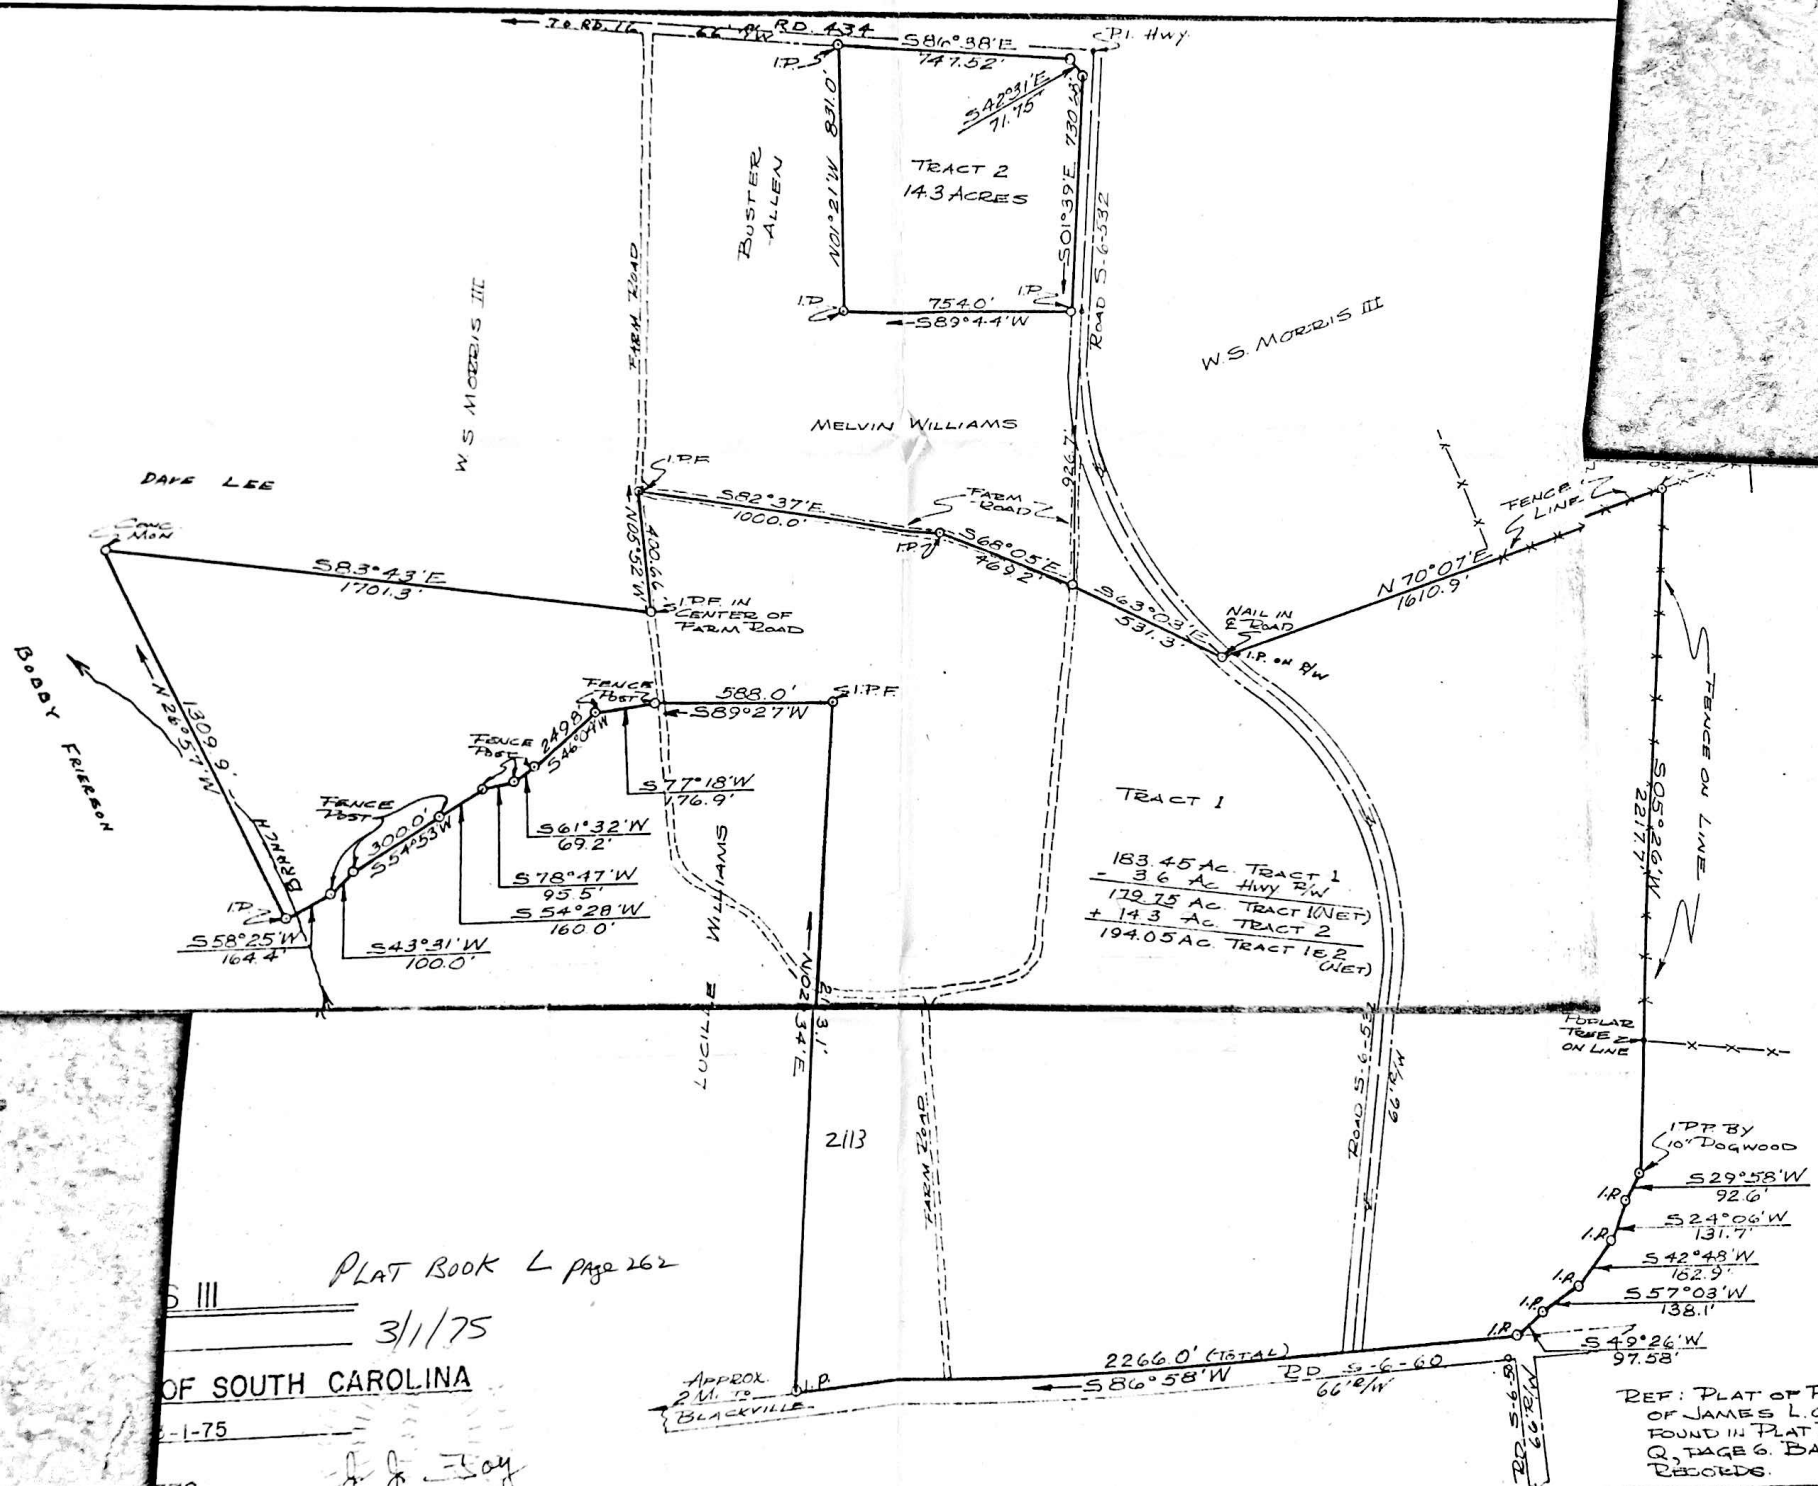 TO RD. 16
66' R/W
RD. 434
S86°38'E
747.52'
P.I. HWY.
I.P.
S42°31'E
71.75'
N01°21'W 831.0'
S01°39'E 730.68'
BUSTER
ALLEN
TRACT 2
14.3 ACRES
ROAD S-6-532
FARM ROAD
W. S MORRIS III
I.P.
754.0'
S89°44'W
I.P.
W. S. MORRIS III
MELVIN WILLIAMS
926.7'
DAVE LEE
I.P.F.
S82°37'E
1000.0'
FARM
ROAD
FENCE
LINE
CONC.
MON
S83°43'E
1701.3'
N05°52'W
400.66'
I.P.
S68°05'E
469.2'
N70°07'E
1610.9'
I.P.F. IN
CENTER OF
FARM ROAD
S63°03'E
531.3'
NAIL IN
℄ ROAD
I.P. ON R/W
BOBBY FRIERSON
N26°57'W
1309.9'
BRANCH
FENCE
POST
588.0'
S89°27'W
I.P.F.
249.8'
S46°04'W
FENCE
POST
S77°18'W
176.9'
FENCE
POST
300.0'
S54°53'W
S61°32'W
69.2'
S78°47'W
95.5'
S54°28'W
160.0'
I.P.
S58°25'W
164.4'
S43°31'W
100.0'
LUCILE WILLIAMS
TRACT 1
183.45 AC. TRACT 1
- 3.6 AC HWY R/W
179.75 AC. TRACT 1(NET)
+ 14.3 AC. TRACT 2
194.05 AC. TRACT 1 & 2
(NET)
S05°26'W
2217.7'
FENCE ON LINE
N02°34'E
2113.1'
2113
FARM ROAD
ROAD S-6-532
66' R/W
POPLAR
TREE
ON LINE
I.P.P. BY
10" DOGWOOD
S29°58'W
92.6'
I.P.
S24°06'W
131.7'
I.P.
S42°48'W
162.9'
I.P.
S57°03'W
138.1'
I.P.
I.P.
S49°26'W
97.58'
2266.0' (TOTAL)
S86°58'W
RD S-6-60
66' R/W
I.P.
APPROX.
2 MI. TO
BLACKVILLE
RD S-6-50
66' R/W
PLAT BOOK L PAGE 262
S III
3/1/75
OF SOUTH CAROLINA
-1-75
REF: PLAT OF
OF JAMES L.
FOUND IN PLAT
Q, PAGE 6. BA
RECORDS.